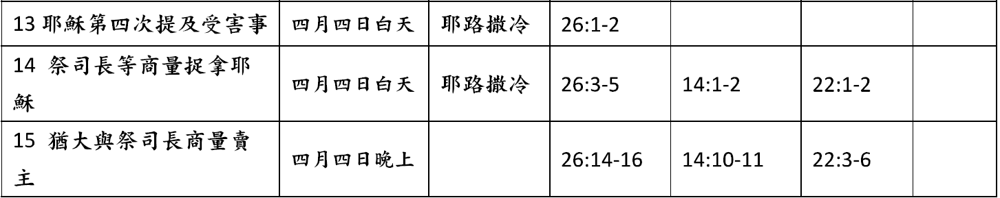 13 耶穌第四次提及受害事 四月四日白天 耶路撒冷 26:1-2
14 祭司長等商量捉拿耶
穌 四月四日白天 耶路撒冷 26:3-5 14:1-2 22:1-2
15 猶大與祭司長商量賣
主 四月四日晚上 26:14-16 14:10-11 22:3-6